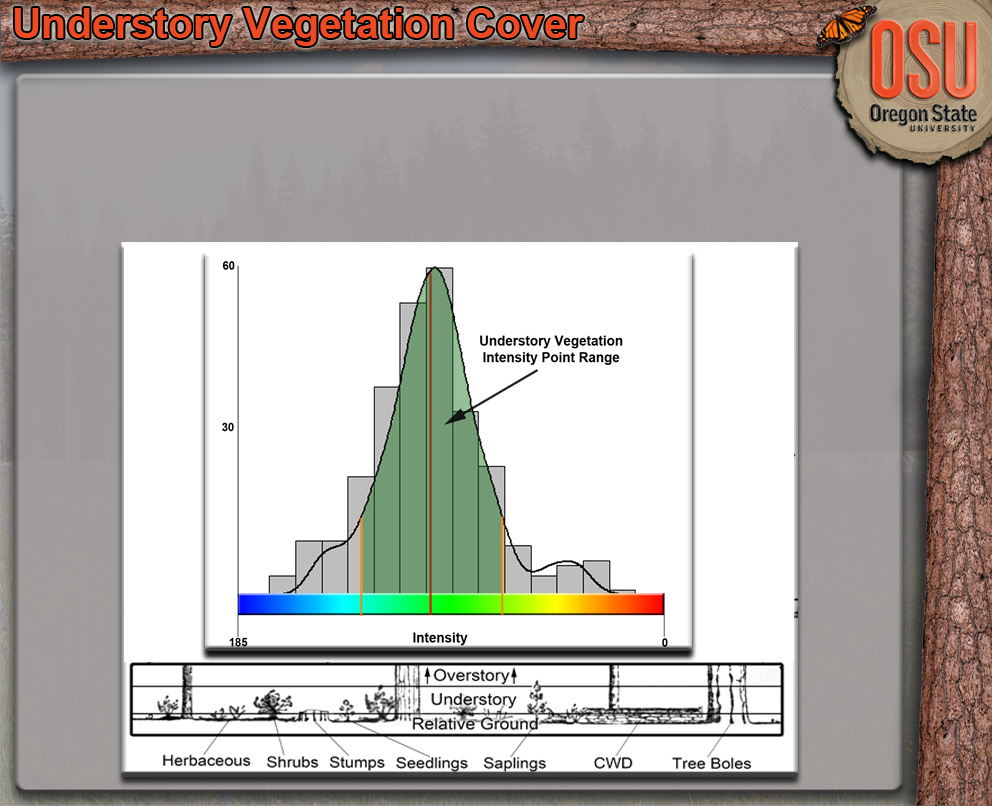 Understory Vegetation Cover
OSU
Oregon State
UNIVERSITY
60
Understory Vegetation
Intensity Point Range
30
185
Intensity
0
Overstory
Understory
Relative Ground
Herbaceous Shrubs Stumps Seedlings Saplings CWD Tree Boles